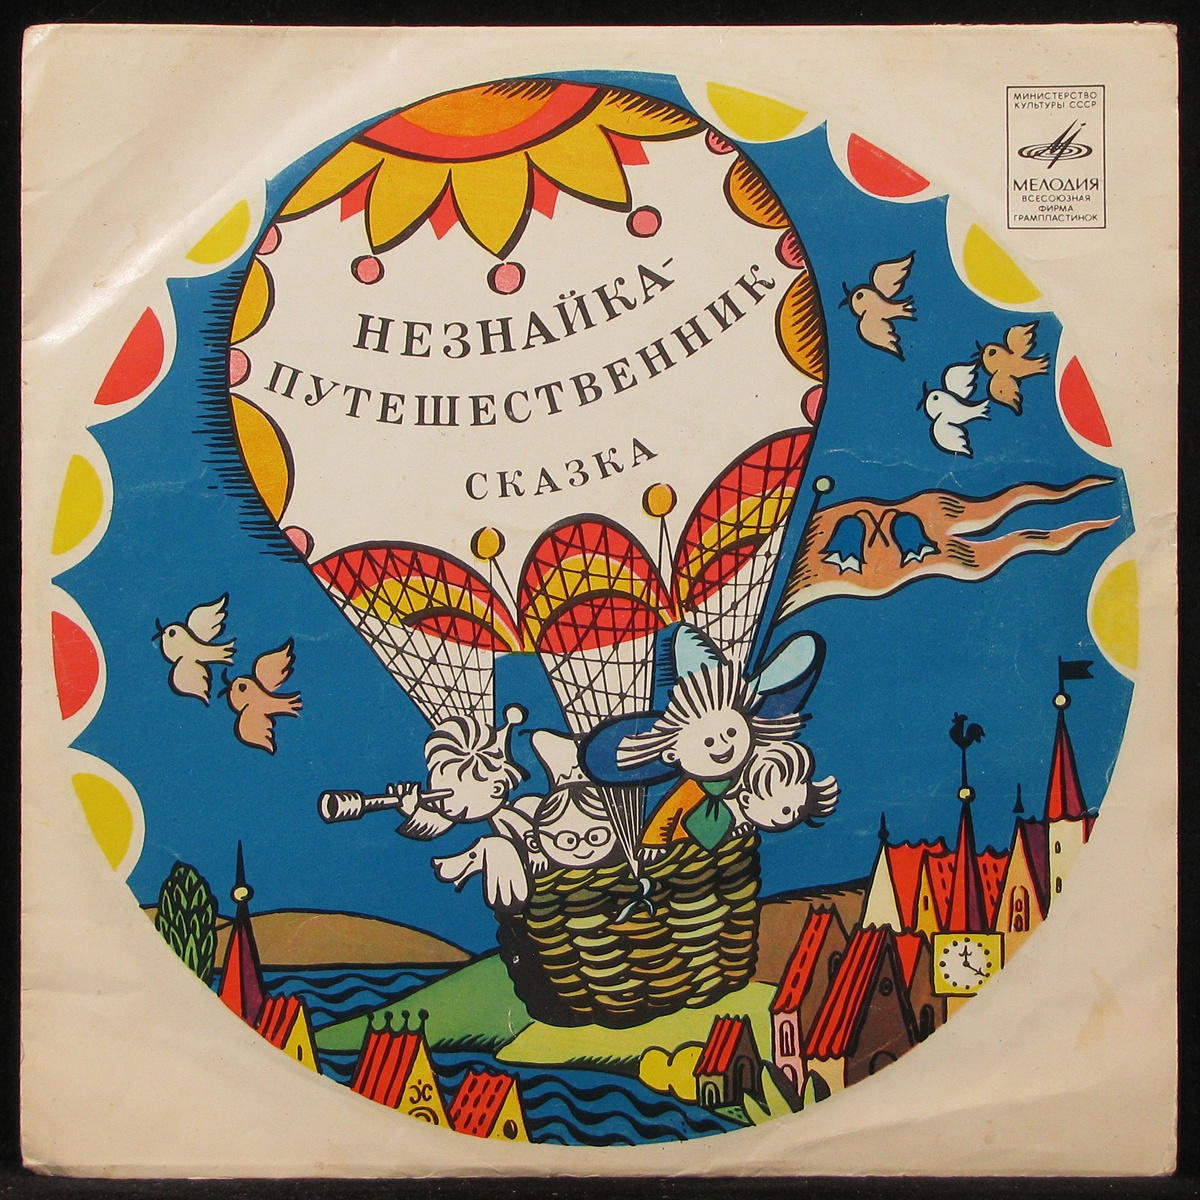 МИНИСТЕРСТВО
КУЛЬТУРЫ СССР
МЕЛОДИЯ
ВСЕСОЮЗНАЯ
ФИРМА
ГРАМПЛАСТИНОК
НЕЗНАЙКА-
ПУТЕШЕСТВЕННИК
СКАЗКА